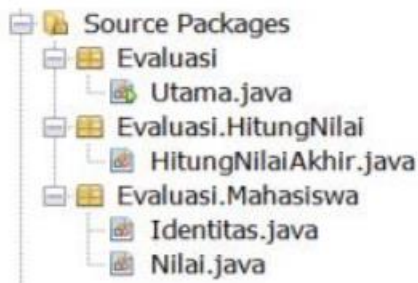 Source Packages
Evaluasi
Utama.java
Evaluasi.HitungNilai
HitungNilaiAkhir.java
Evaluasi.Mahasiswa
Identitas.java
Nilai.java